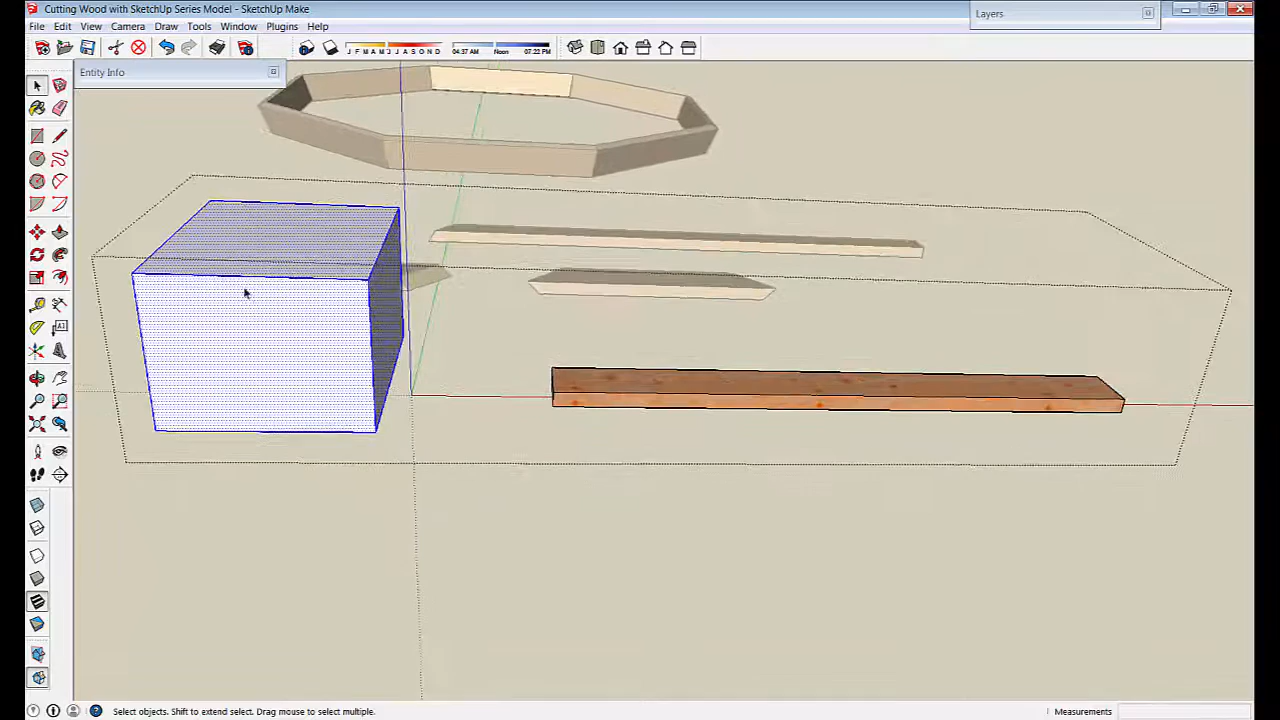 Cutting Wood with SketchUp Series Model - SketchUp Make
Layers
File Edit View Camera Draw Tools Window Plugins Help
J F M A M J J A S O N D
04:37 AM Noon 07:22 PM
Entity Info
Select objects. Shift to extend select. Drag mouse to select multiple.
Measurements